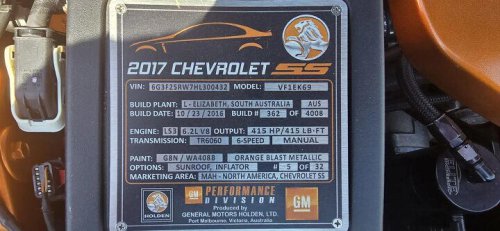 2017 CHEVROLET SS
VIN: 6G3F25RW7HL300432 MODEL: VF1EK69
BUILD PLANT: L - ELIZABETH, SOUTH AUSTRALIA AUS
BUILD DATE: 10 / 23 / 2016 BUILD # 362 OF 4008
ENGINE: LS3 6.2L V8 OUTPUT: 415 HP/415 LB-FT
TRANSMISSION: TR6060 6-SPEED MANUAL
PAINT: GBN / WA408B ORANGE BLAST METALLIC
OPTIONS: SUNROOF, INFLATOR # 5 OF 32
MARKETING AREA: MAH - NORTH AMERICA, CHEVROLET SS
HOLDEN
GM PERFORMANCE
DIVISION
Produced by
GENERAL MOTORS HOLDEN, LTD.
Port Melbourne, Victoria, Australia
GM